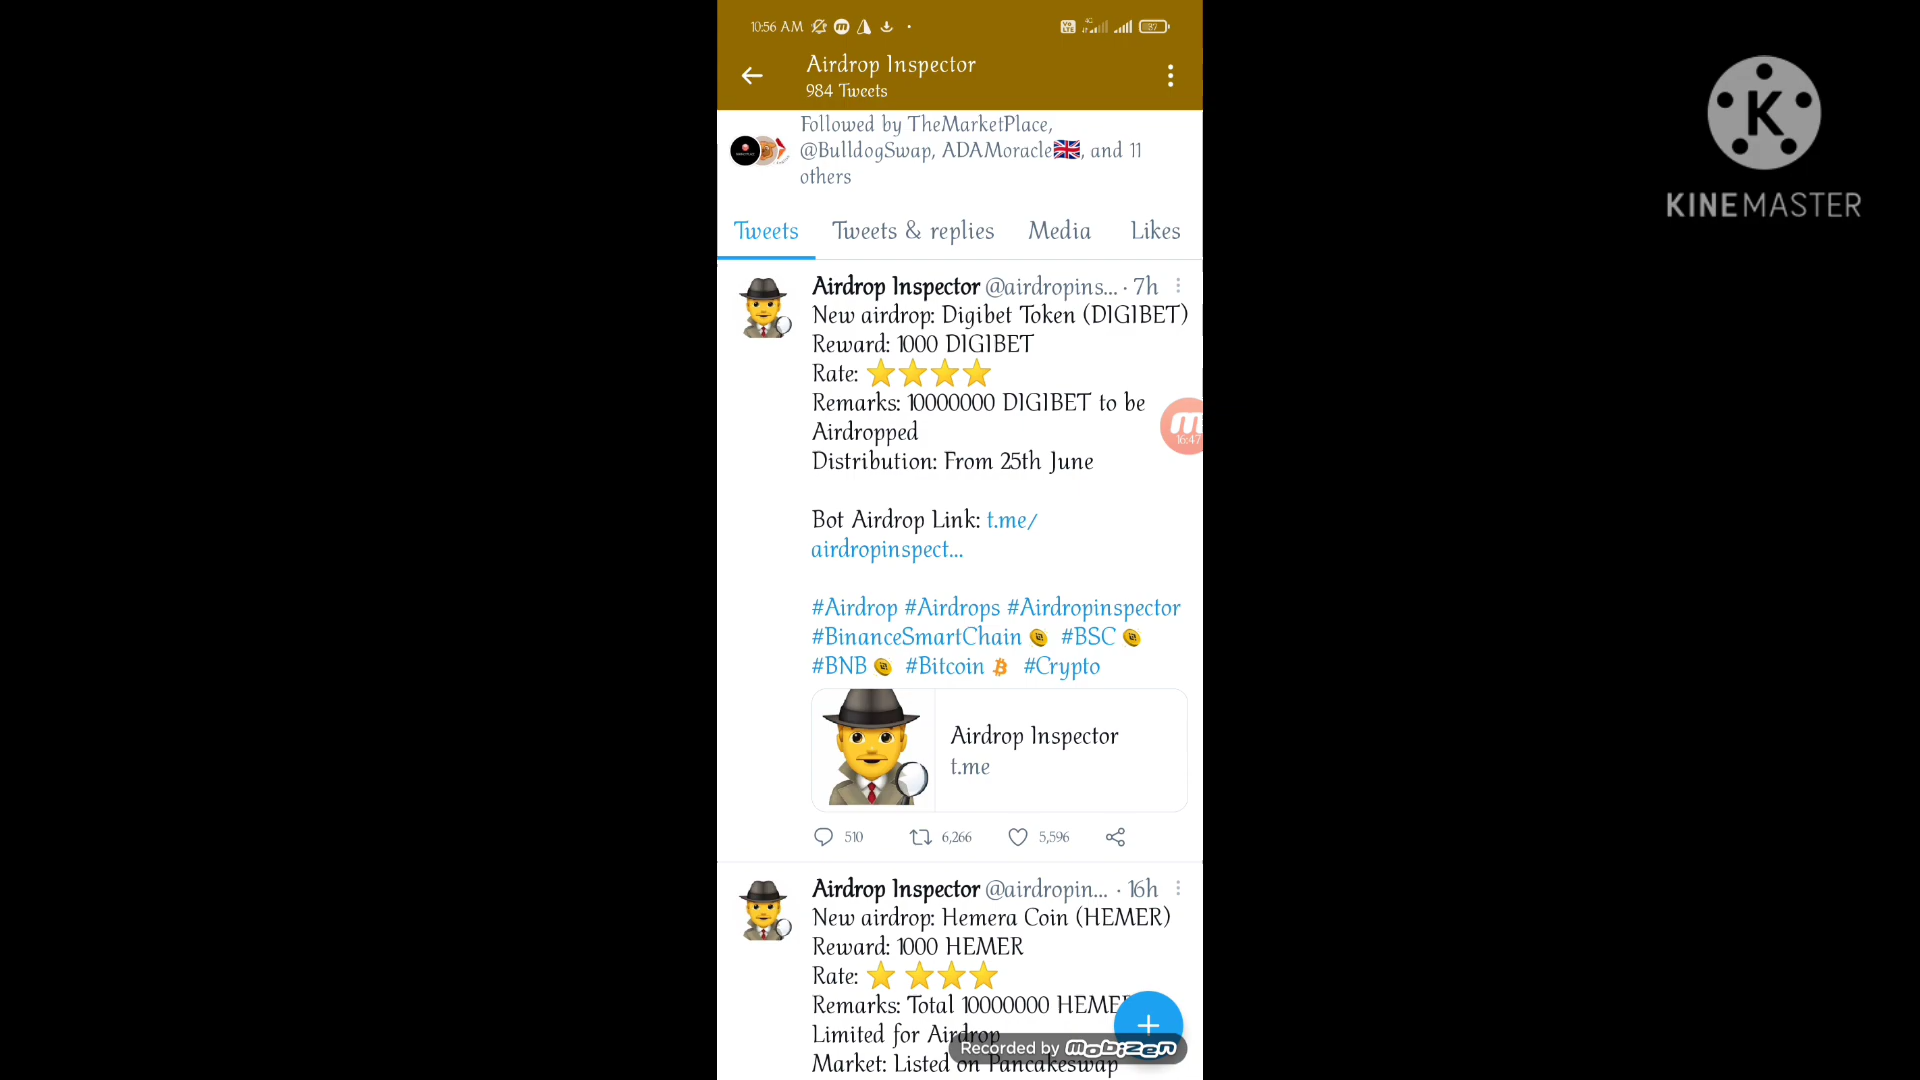 10:56 AM
4G
37
Airdrop Inspector
984 Tweets
Followed by TheMarketPlace,
@BulldogSwap, ADAMoracle🇬🇧, and 11
others
Tweets Tweets & replies Media Likes
Airdrop Inspector @airdropins... · 7h
New airdrop: Digibet Token (DIGIBET)
Reward: 1000 DIGIBET
Rate: ⭐⭐⭐⭐
Remarks: 10000000 DIGIBET to be
Airdropped
Distribution: From 25th June
16:47
Bot Airdrop Link: t.me/
airdropinspect...
#Airdrop #Airdrops #Airdropinspector
#BinanceSmartChain #BSC
#BNB #Bitcoin #Crypto
Airdrop Inspector
t.me
510 6,266 5,596
Airdrop Inspector @airdropin... · 16h
New airdrop: Hemera Coin (HEMER)
Reward: 1000 HEMER
Rate: ⭐ ⭐⭐⭐
Remarks: Total 10000000 HEME
Limited for Airdrop
Recorded by mobizen
Market: Listed on Pancakeswap
K
KINEMASTER